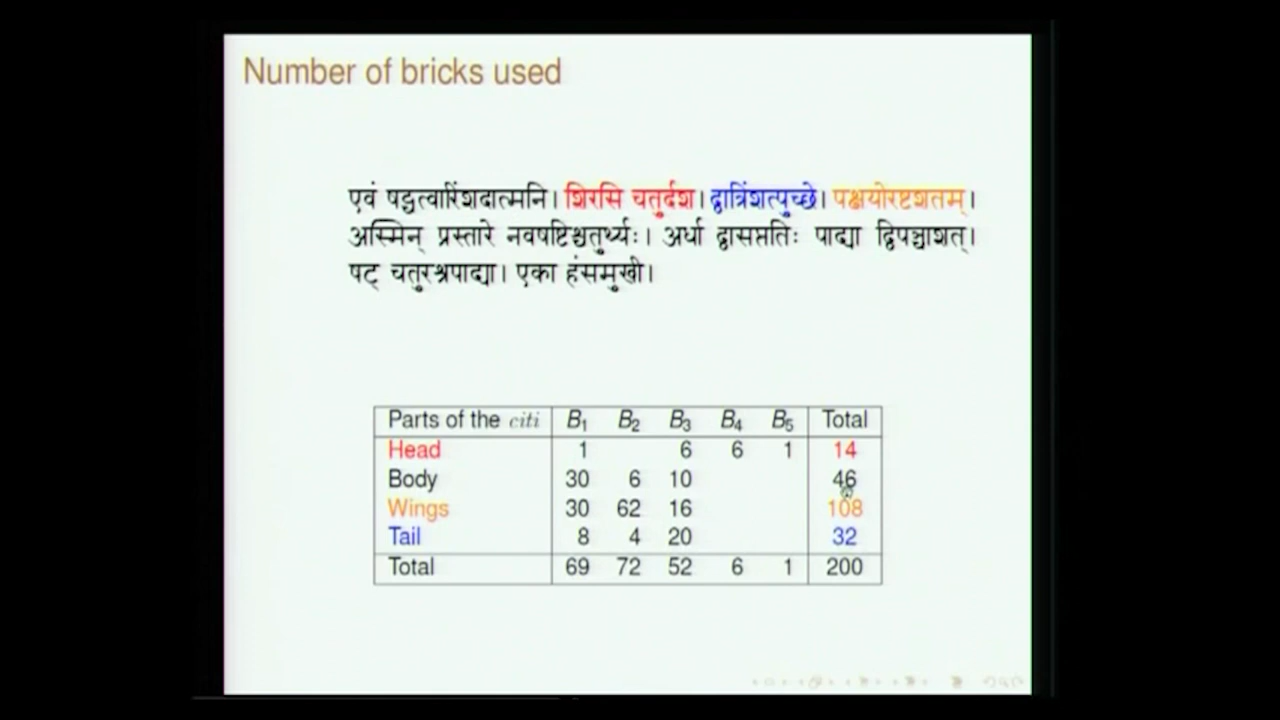 Number of bricks used
एवं षट्चत्वारिंशदात्मनि। शिरसि चतुर्दश। द्वात्रिंशत्पुच्छे। पक्षयोरष्टशतम्।
अस्मिन् प्रस्तारे नवषष्टिश्चतुर्थ्यः। अर्धा द्वासप्ततिः पाद्या द्विपञ्चाशत्।
षट् चतुरश्रपाद्या। एका हंसमुखी।
Parts of the citi B1 B2 B3 B4 B5 Total
Head 1 6 6 1 14
Body 30 6 10 46
Wings 30 62 16 108
Tail 8 4 20 32
Total 69 72 52 6 1 200